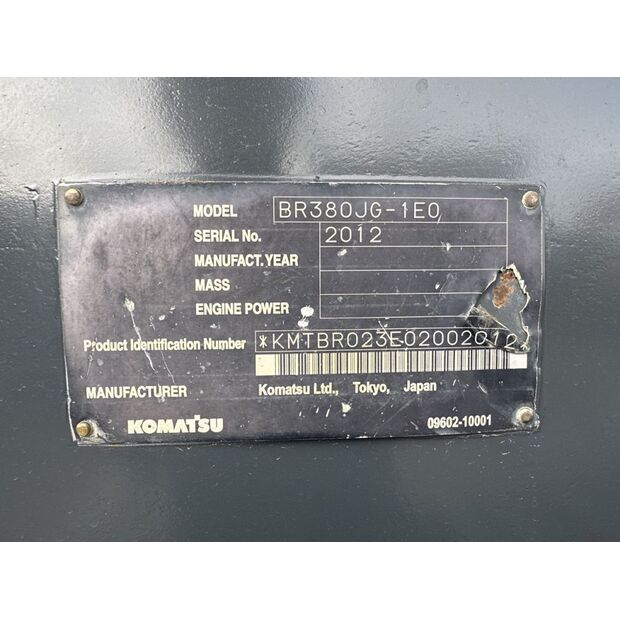 MODEL BR380JG-1E0
SERIAL No. 2012
MANUFACT.YEAR
MASS
ENGINE POWER
Product Identification Number *KMTBR023E02002012*
MANUFACTURER Komatsu Ltd., Tokyo, Japan
KOMATSU 09602-10001